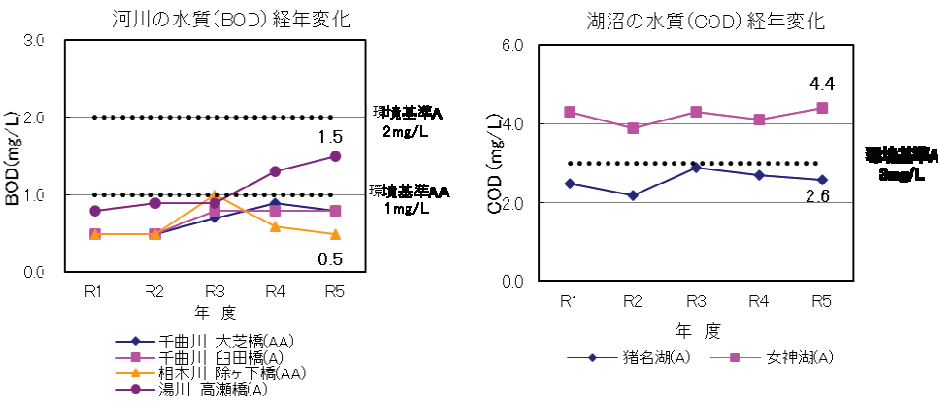 河川の水質(BOD)経年変化
3.0
2.0
1.0
0.0
BOD(mg/L)
環境基準A
2mg/L
環境基準AA
1mg/L
1.5
0.5
R1 R2 R3 R4 R5
年 度
千曲川 大芝橋(AA)
千曲川 臼田橋(A)
相木川 除ヶ下橋(AA)
湯川 高瀬橋(A)
湖沼の水質(COD)経年変化
6.0
4.0
2.0
0.0
COD(mg/L)
4.4
2.6
環境基準A
3mg/L
R1 R2 R3 R4 R5
年 度
猪名湖(A) 女神湖(A)